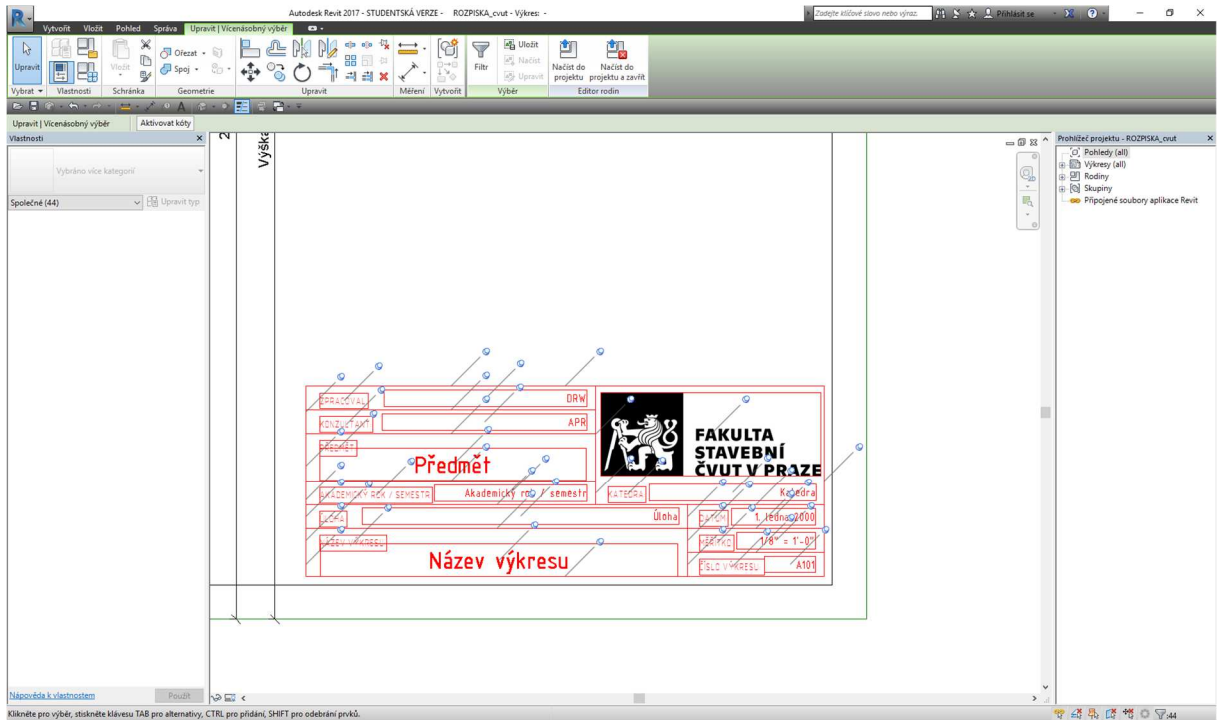 Autodesk Revit 2017 - STUDENTSKÁ VERZE - ROZPISKA_cvut - Výkres: -
Zadejte klíčové slovo nebo výraz.
Přihlásit se
Vytvořit Vložit Pohled Správa Upravit | Vícenásobný výběr
Upravit
Vložit
Ořezat
Spoj
Uložit
Načíst
Upravit
Filtr
Načíst do projektu
Načíst do projektu a zavřít
Vybrat Vlastnosti Schránka Geometrie Upravit Měření Vytvořit Výběr Editor rodin
Upravit | Vícenásobný výběr Aktivovat kóty
Vlastnosti
Vybráno více kategorií
Společné (44) Upravit typ
Nápověda k vlastnostem Použít
2
Výška
ZPRACOVAL DRW
KONZULTANT APR
PŘEDMĚT
Předmět
AKADEMICKÝ ROK / SEMESTR Akademický rok / semestr
FAKULTA
STAVEBNÍ
ČVUT V PRAZE
KATEDRA Katedra
ÚLOHA Úloha
DATUM 1. ledna 2000
NÁZEV VÝKRESU
Název výkresu
MĚŘÍTKO 1/8" = 1'-0"
ČÍSLO VÝKRESU A101
Prohlížeč projektu - ROZPISKA_cvut
Pohledy (all)
Výkresy (all)
Rodiny
Skupiny
Připojené soubory aplikace Revit
Klikněte pro výběr, stiskněte klávesu TAB pro alternativy, CTRL pro přidání, SHIFT pro odebrání prvků.
:44